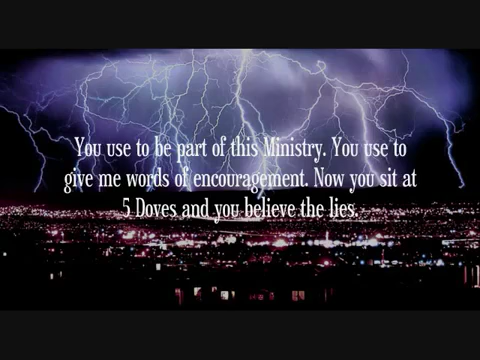 You use to be part of this Ministry. You use to
give me words of encouragement. Now you sit at
5 Doves and you believe the lies.